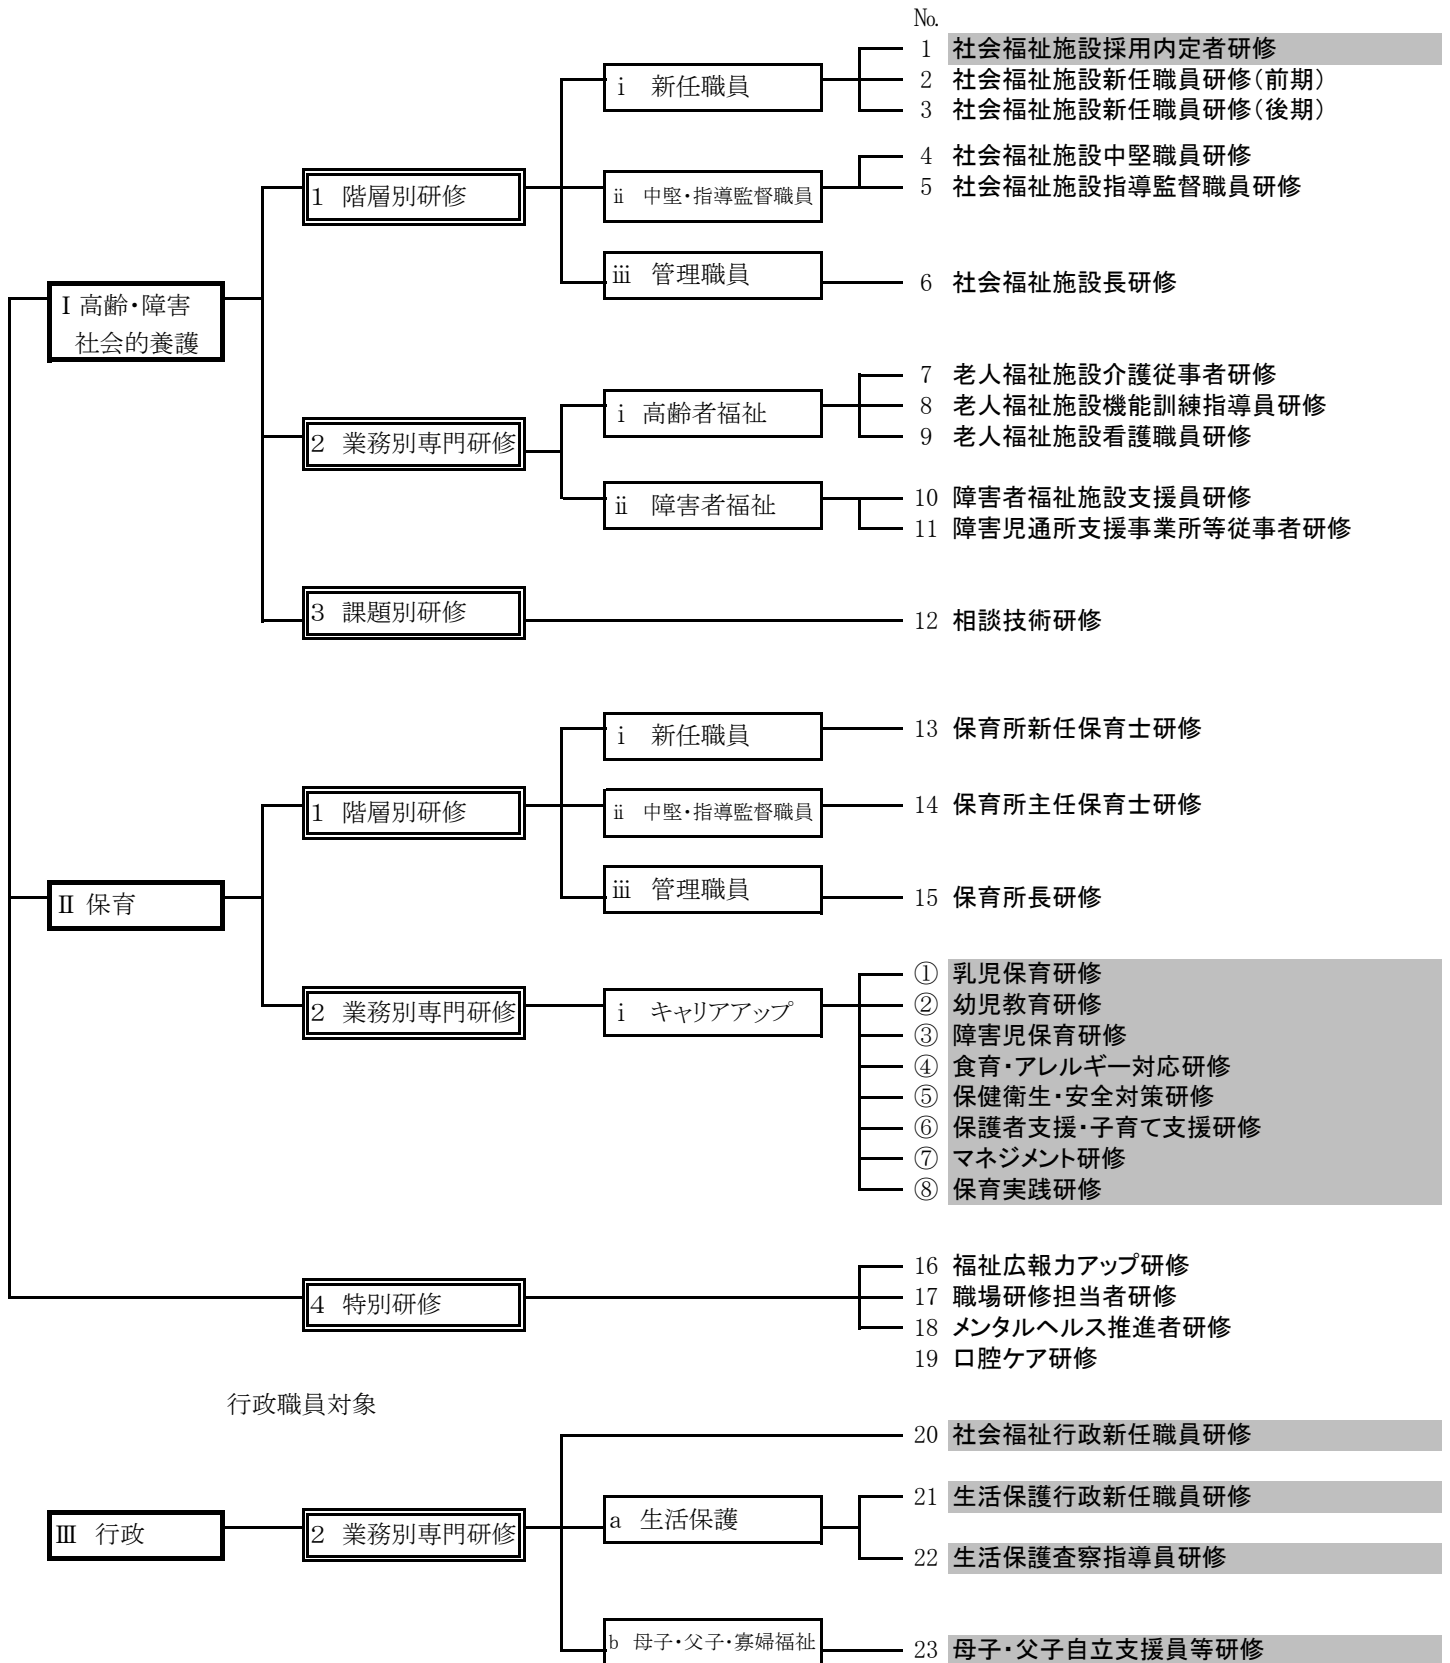 No.
1 社会福祉施設採用内定者研修
i 新任職員
2 社会福祉施設新任職員研修(前期)
3 社会福祉施設新任職員研修(後期)
4 社会福祉施設中堅職員研修
1 階層別研修
ii 中堅・指導監督職員
5 社会福祉施設指導監督職員研修
iii 管理職員
6 社会福祉施設長研修
I 高齢・障害
社会的養護
7 老人福祉施設介護従事者研修
i 高齢者福祉
8 老人福祉施設機能訓練指導員研修
2 業務別専門研修
9 老人福祉施設看護職員研修
ii 障害者福祉
10 障害者福祉施設支援員研修
11 障害児通所支援事業所等従事者研修
3 課題別研修
12 相談技術研修
i 新任職員
13 保育所新任保育士研修
1 階層別研修
ii 中堅・指導監督職員
14 保育所主任保育士研修
iii 管理職員
15 保育所長研修
II 保育
① 乳児保育研修
2 業務別専門研修
i キャリアアップ
② 幼児教育研修
③ 障害児保育研修
④ 食育・アレルギー対応研修
⑤ 保健衛生・安全対策研修
⑥ 保護者支援・子育て支援研修
⑦ マネジメント研修
⑧ 保育実践研修
16 福祉広報力アップ研修
4 特別研修
17 職場研修担当者研修
18 メンタルヘルス推進者研修
19 口腔ケア研修
行政職員対象
20 社会福祉行政新任職員研修
21 生活保護行政新任職員研修
III 行政
2 業務別専門研修
a 生活保護
22 生活保護査察指導員研修
b 母子・父子・寡婦福祉
23 母子・父子自立支援員等研修